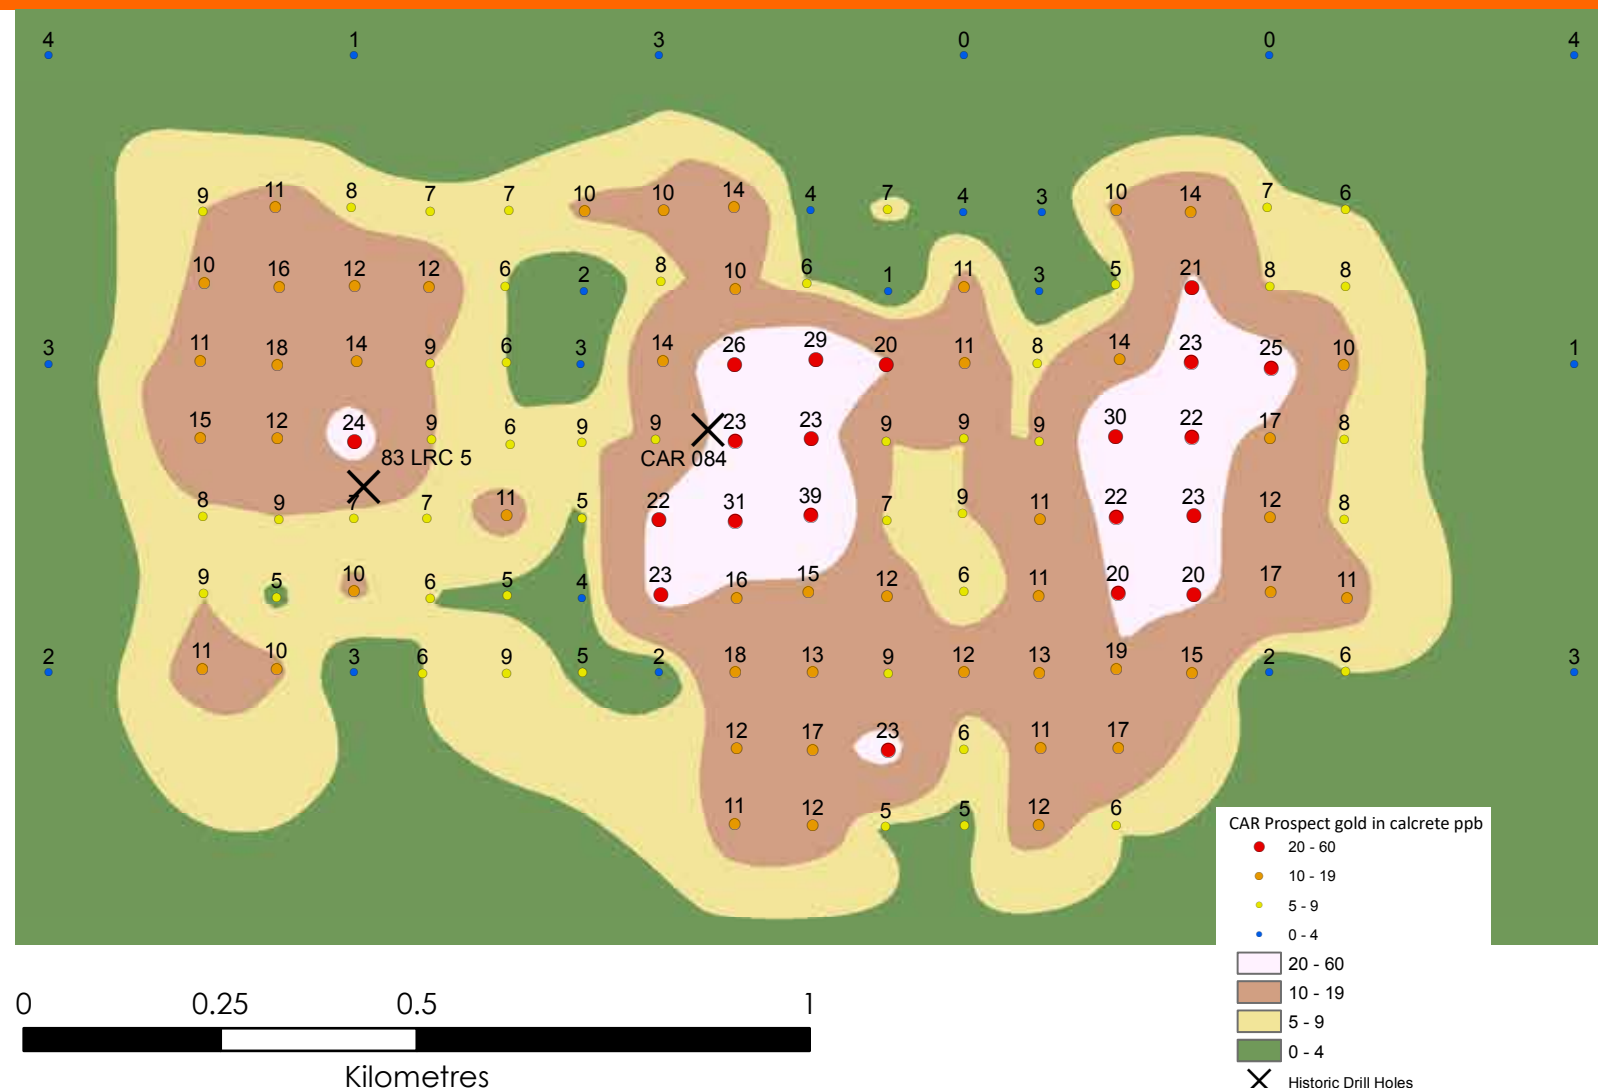 4 1 3 0 0 4
9 11 8 7 7 10 10 14 4 7 4 3 10 14 7 6
10 16 12 12 6 2 8 10 6 1 11 3 5 21 8 8
3 11 18 14 9 6 3 14 26 29 20 11 8 14 23 25 10 1
15 12 24 9 6 9 9 23 23 9 9 9 30 22 17 8
83 LRC 5
CAR 084
8 9 7 7 11 5 22 31 39 7 9 11 22 23 12 8
9 5 10 6 5 4 23 16 15 12 6 11 20 20 17 11
2 11 10 3 6 9 5 2 18 13 9 12 13 19 15 2 6 3
12 17 23 6 11 17
11 12 5 5 12 6
CAR Prospect gold in calcrete ppb
20 - 60
10 - 19
5 - 9
0 - 4
20 - 60
10 - 19
5 - 9
0 - 4
Historic Drill Holes
0 0.25 0.5 1
Kilometres